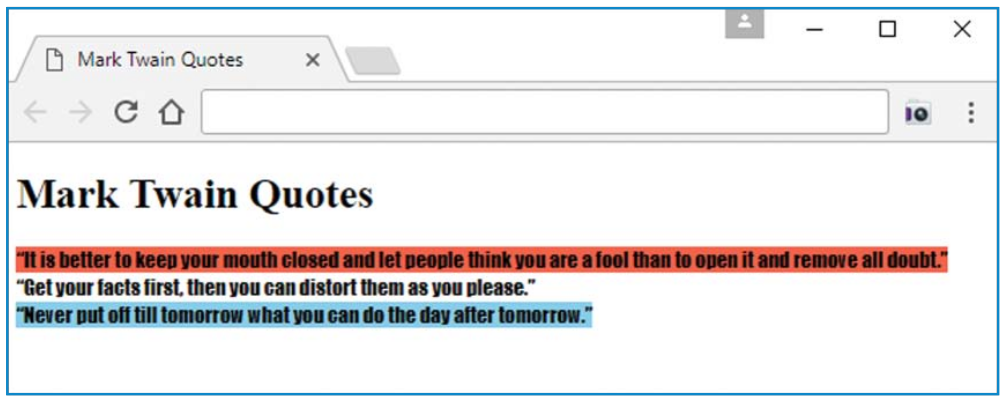 Mark Twain Quotes
Mark Twain Quotes
“It is better to keep your mouth closed and let people think you are a fool than to open it and remove all doubt.”
“Get your facts first, then you can distort them as you please.”
“Never put off till tomorrow what you can do the day after tomorrow.”